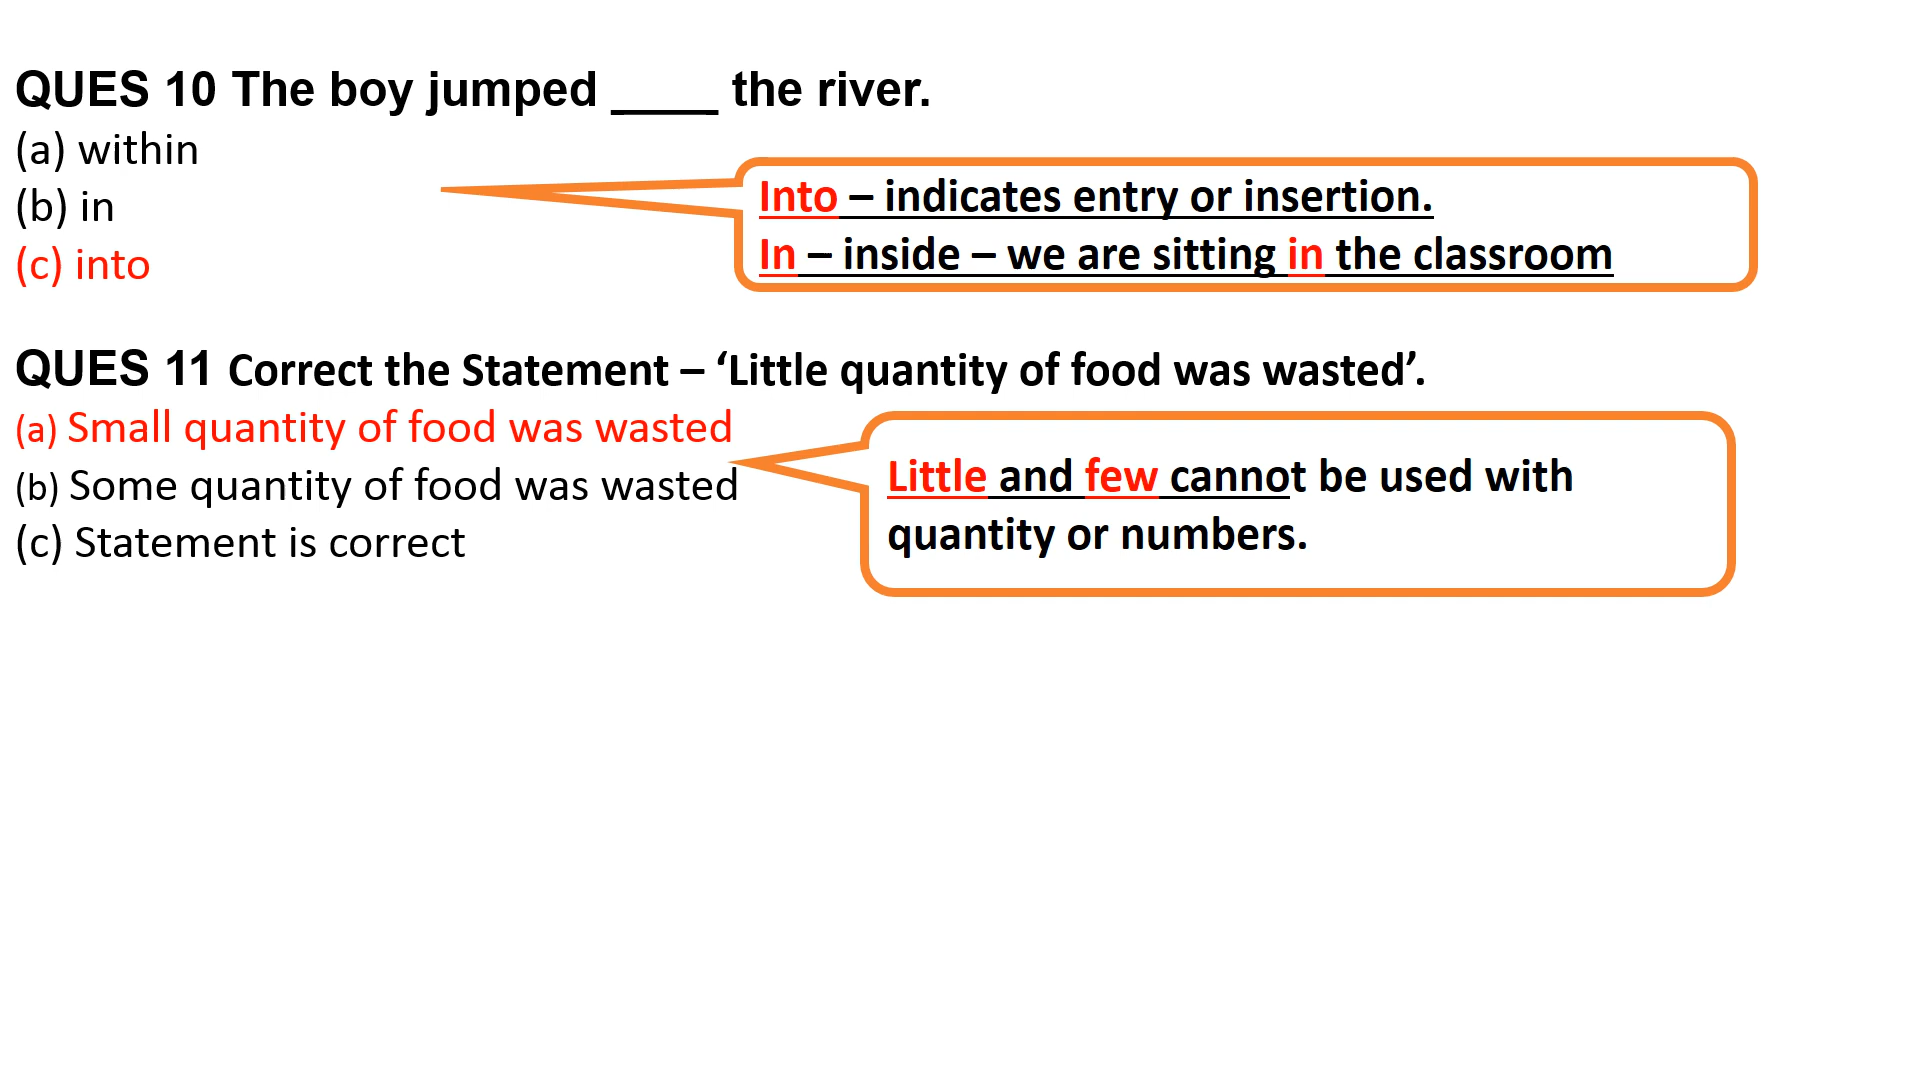 QUES 10 The boy jumped ____ the river.
(a) within
(b) in
(c) into
Into – indicates entry or insertion.
In – inside – we are sitting in the classroom
QUES 11 Correct the Statement – ‘Little quantity of food was wasted’.
(a) Small quantity of food was wasted
(b) Some quantity of food was wasted
(c) Statement is correct
Little and few cannot be used with
quantity or numbers.